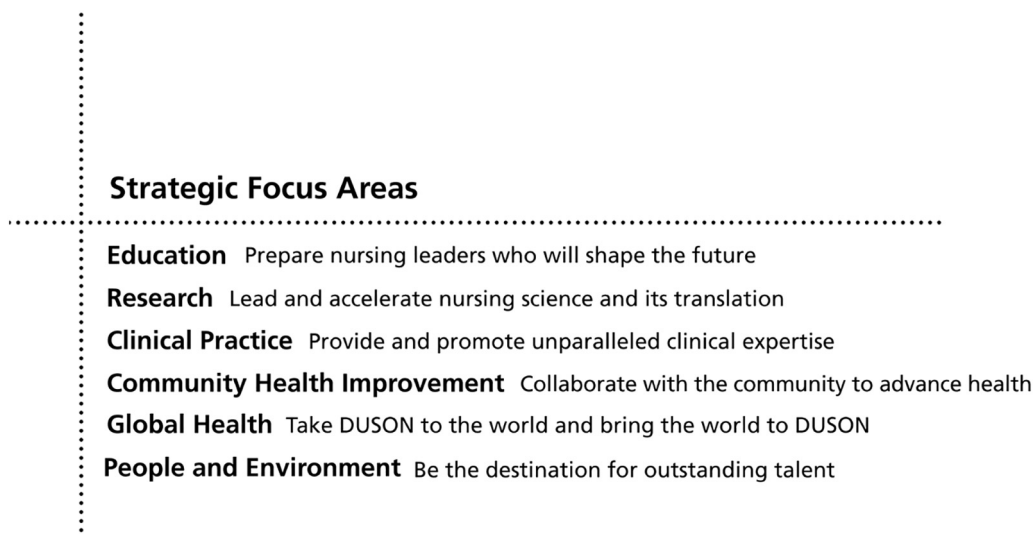 Strategic Focus Areas
Education Prepare nursing leaders who will shape the future
Research Lead and accelerate nursing science and its translation
Clinical Practice Provide and promote unparalleled clinical expertise
Community Health Improvement Collaborate with the community to advance health
Global Health Take DUSON to the world and bring the world to DUSON
People and Environment Be the destination for outstanding talent